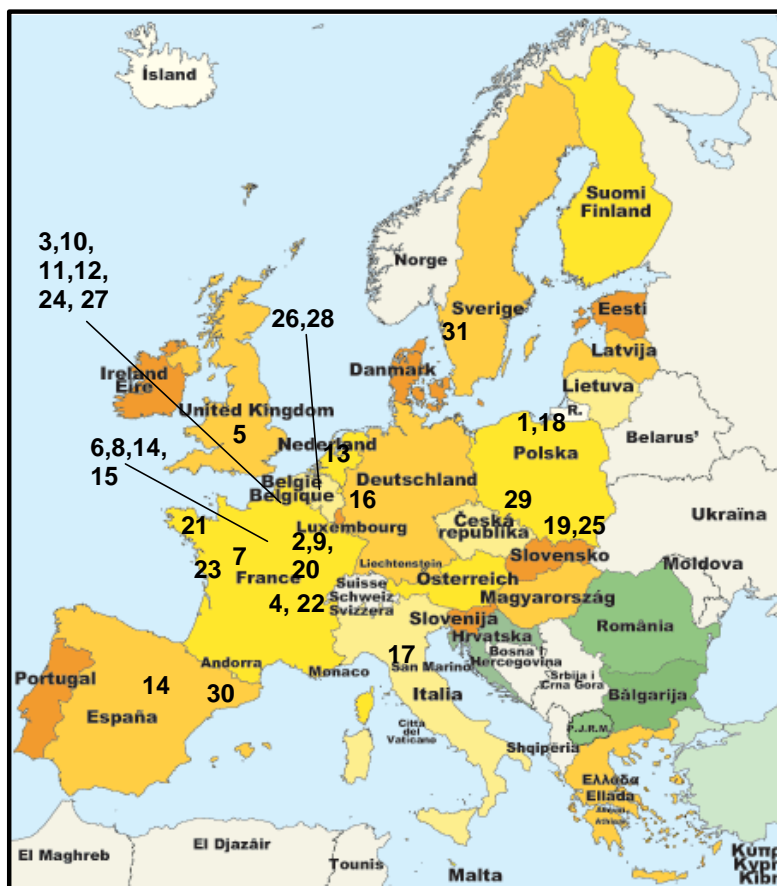 Ísland
Suomi
Finland
Norge
3,10,
11,12,
24, 27
Sverige
26,28
31
Eesti
Latvija
Danmark
Lietuva
Ireland
Eire
R.
United Kingdom
5
Belarus'
1,18
Polska
Nederland
13
6,8,14,
15
België
Belgique
Deutschland
16
29
Ukraïna
21
Luxembourg
Česká
republika
19,25
2,9,
20
Slovensko
Moldova
7
23
France
Liechtenstein
Suisse
Schweiz
Svizzera
Österreich
4, 22
Magyarország
Slovenija
Hrvatska
România
Bosna i
Hercegovina
17
San Marino
Andorra
Monaco
Srbija i
Crna Gora
Portugal
14
30
España
Italia
Bălgarija
Città
del
Vaticano
P.J.R.M.
Shqipëria
Ελλάδα
Ellada
El Maghreb
El Djazâir
Tounis
Malta
Κύπρ
Kypr
Kibr